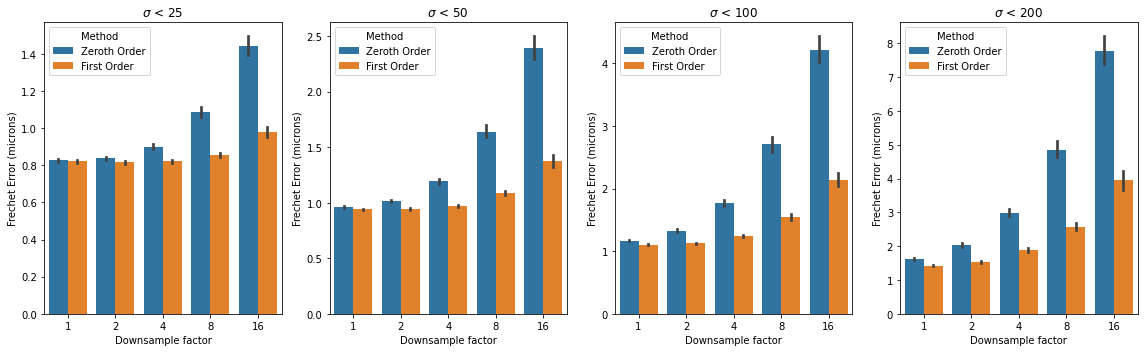 σ < 25
Method
Zeroth Order
First Order
Frechet Error (microns)
1.4
1.2
1.0
0.8
0.6
0.4
0.2
0.0
1 2 4 8 16
Downsample factor
σ < 50
Method
Zeroth Order
First Order
Frechet Error (microns)
2.5
2.0
1.5
1.0
0.5
0.0
1 2 4 8 16
Downsample factor
σ < 100
Method
Zeroth Order
First Order
Frechet Error (microns)
4
3
2
1
0
1 2 4 8 16
Downsample factor
σ < 200
Method
Zeroth Order
First Order
Frechet Error (microns)
8
7
6
5
4
3
2
1
0
1 2 4 8 16
Downsample factor